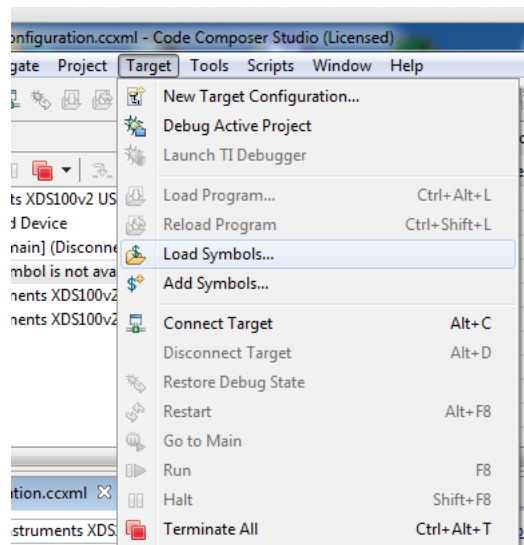 onfiguration.ccxml - Code Composer Studio (Licensed)
gate Project Target Tools Scripts Window Help
New Target Configuration...
Debug Active Project
Launch TI Debugger
ts XDS100v2 US
Load Program... Ctrl+Alt+L
d Device
Reload Program Ctrl+Shift+L
main] (Disconne
Load Symbols...
mbol is not ava
Add Symbols...
ments XDS100v2
nents XDS100v2
Connect Target Alt+C
Disconnect Target Alt+D
Restore Debug State
Restart Alt+F8
Go to Main
Run F8
ation.ccxml
Halt Shift+F8
nstruments XDS
Terminate All Ctrl+Alt+T